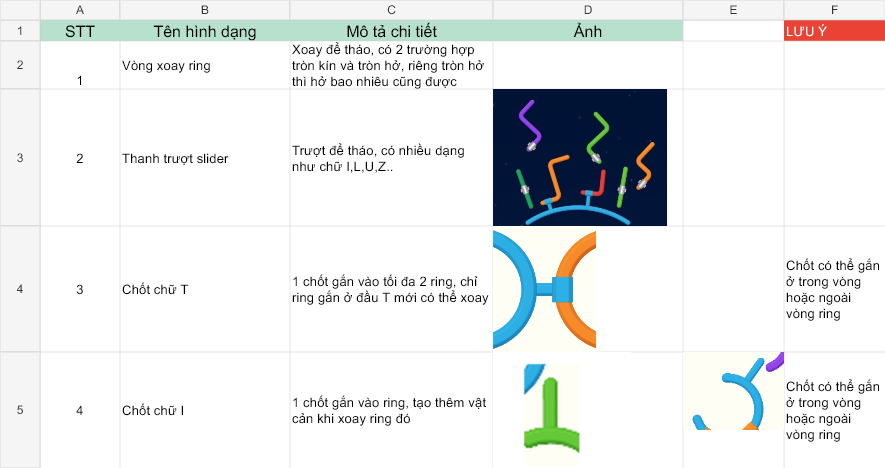 A B C D E F
1 STT Tên hình dạng Mô tả chi tiết Ảnh LƯU Ý
2 1 Vòng xoay ring Xoay để tháo, có 2 trường hợp
tròn kín và tròn hở, riêng tròn hở
thì hở bao nhiêu cũng được
3 2 Thanh trượt slider Trượt để tháo, có nhiều dạng
như chữ I,L,U,Z..
4 3 Chốt chữ T 1 chốt gắn vào tối đa 2 ring, chỉ
ring gắn ở đầu T mới có thể xoay
Chốt có thể gắn
ở trong vòng
hoặc ngoài
vòng ring
5 4 Chốt chữ I 1 chốt gắn vào ring, tạo thêm vật
cản khi xoay ring đó
Chốt có thể gắn
ở trong vòng
hoặc ngoài
vòng ring